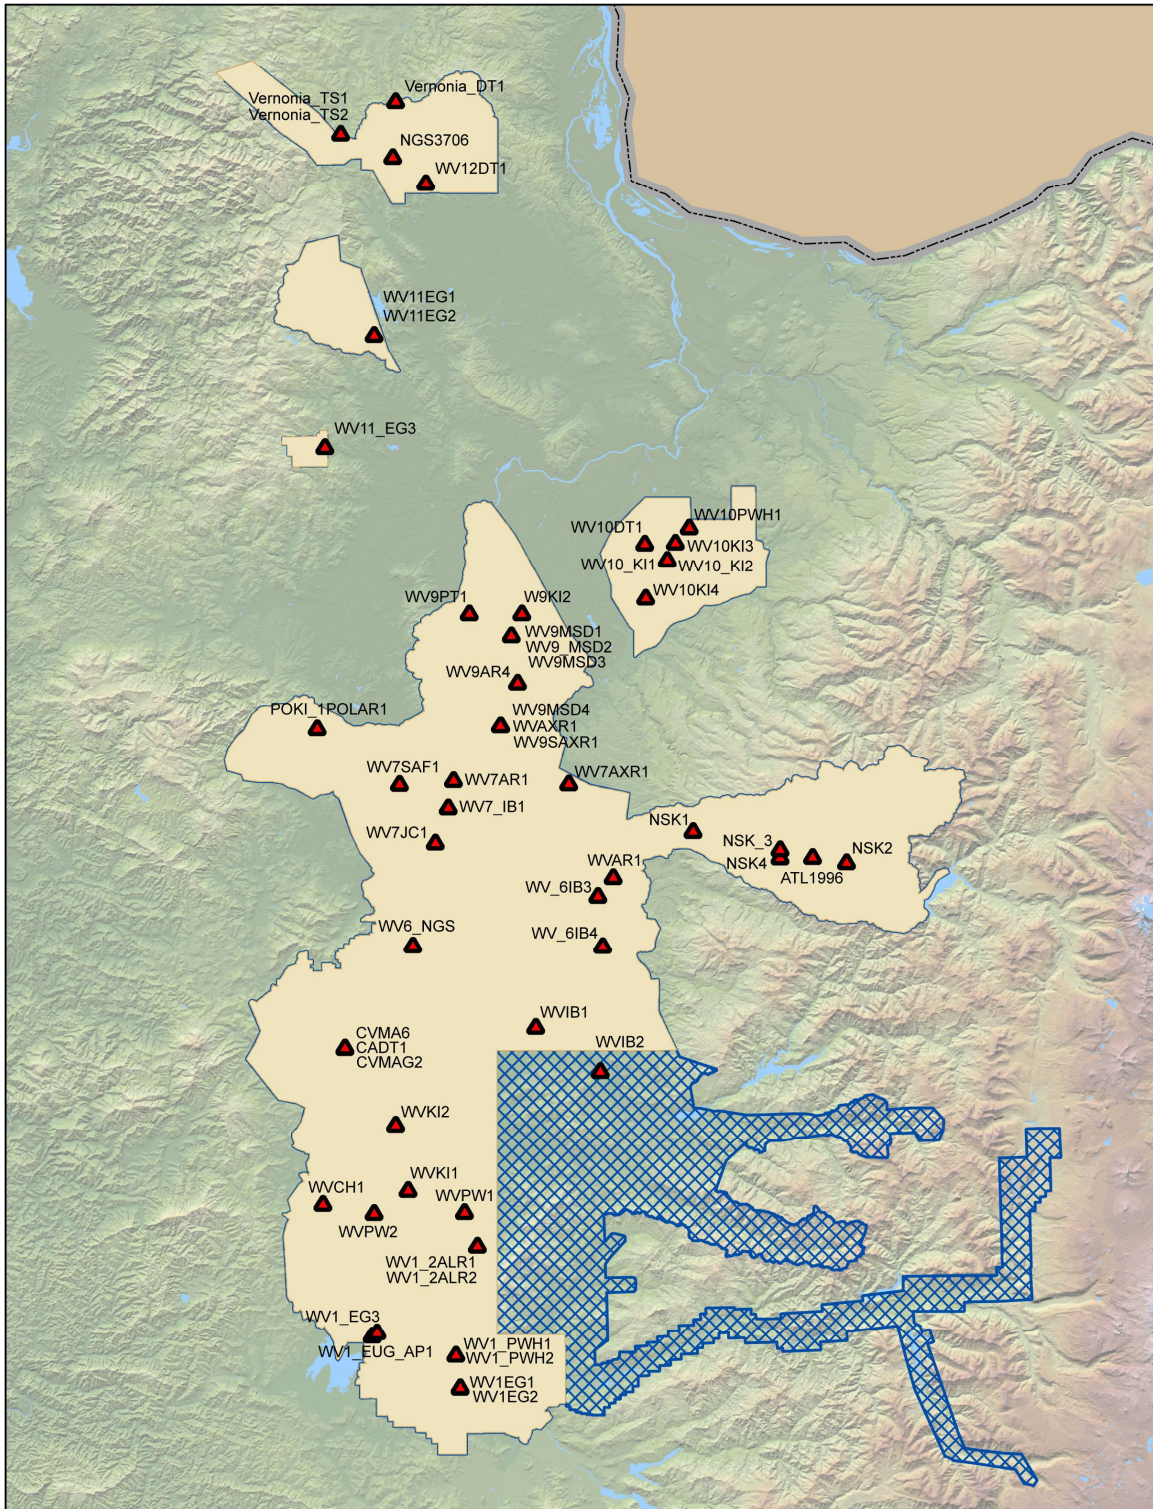 Vernonia_DT1
Vernonia_TS1
Vernonia_TS2
NGS3706
WV12DT1
WV11EG1
WV11EG2
WV11_EG3
WV10PWH1
WV10DT1
WV10KI3
WV10_KI1
WV10_KI2
WV10KI4
WV9PT1
W9KI2
WV9MSD1
WV9_MSD2
WV9MSD3
WV9AR4
POKI_1POLAR1
WV9MSD4
WVAXR1
WV9SAXR1
WV7SAF1
WV7AR1
WV7AXR1
WV7_IB1
NSK1
WV7JC1
NSK_3
NSK4
NSK2
ATL1996
WVAR1
WV_6IB3
WV6_NGS
WV_6IB4
WVIB1
CVMA6
CADT1
CVMAG2
WVIB2
WVKI2
WVKI1
WVCH1
WVPW1
WVPW2
WV1_2ALR1
WV1_2ALR2
WV1_EG3
WV1_EUG_AP1
WV1_PWH1
WV1_PWH2
WV1EG1
WV1EG2